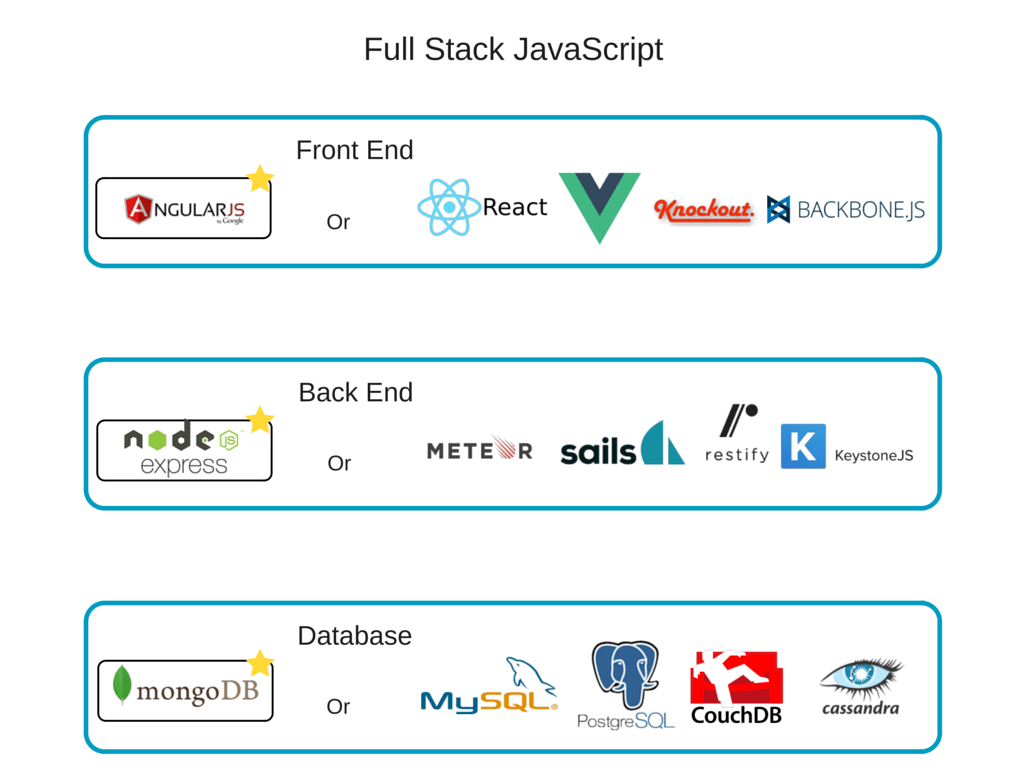 Full Stack JavaScript
Front End
ANGULARJS
by Google
Or
React
Knockout.
BACKBONE.JS
Back End
node JS
express
Or
METEOR
sails
restify
K
KeystoneJS
Database
mongoDB
Or
MySQL®
PostgreSQL
CouchDB
cassandra